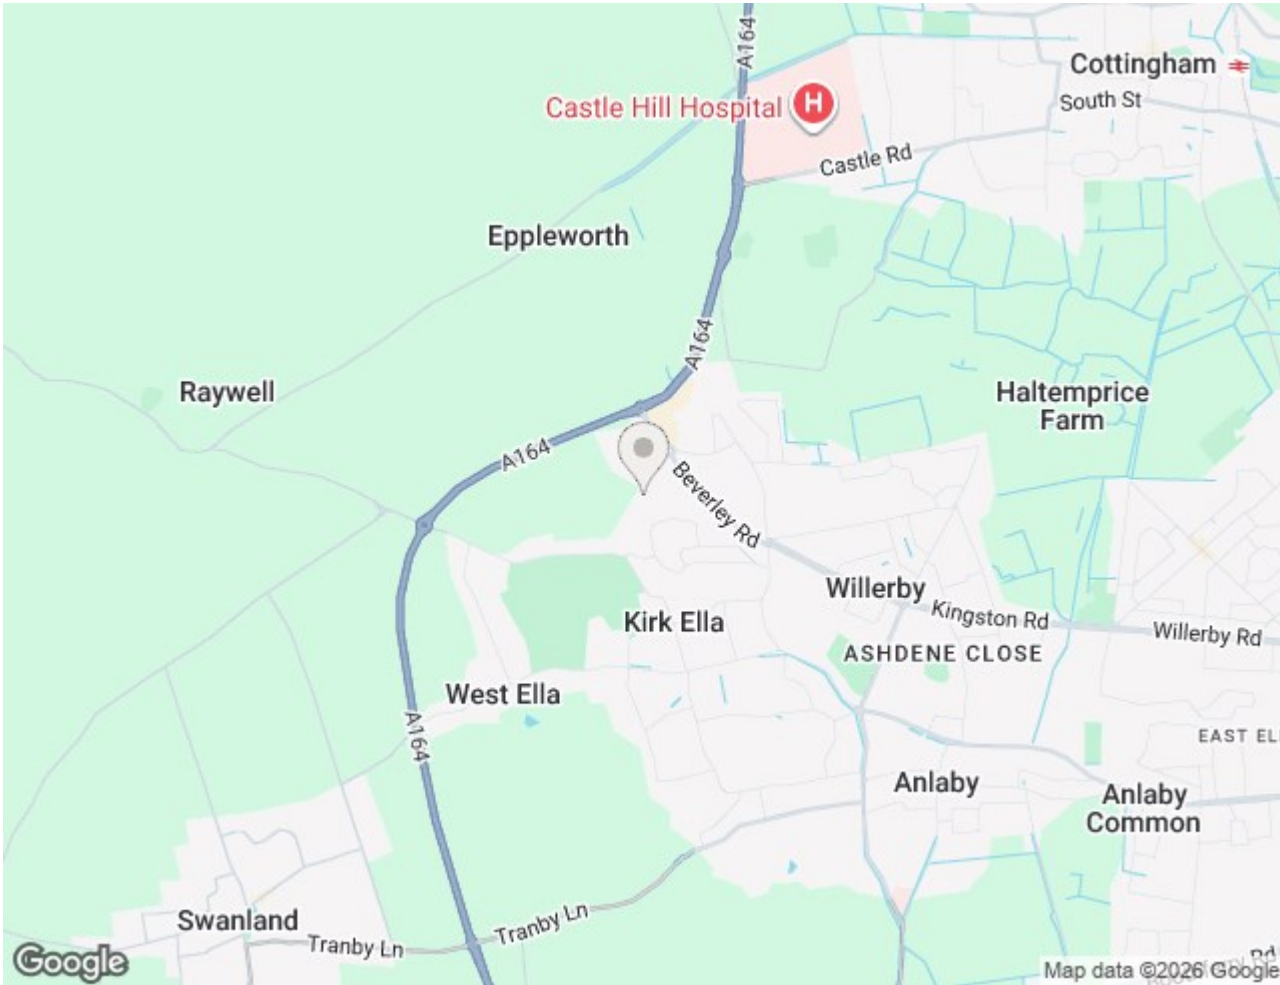 A164
Cottingham
South St
Castle Hill Hospital
H
Castle Rd
Eppleworth
A164
Raywell
Haltemprice
Farm
A164
Beverley Rd
Willerby
Kingston Rd
Kirk Ella
Willerby Rd
ASHDENE CLOSE
West Ella
A164
EAST ELL
Anlaby
Anlaby
Common
Swanland
Tranby Ln
Tranby Ln
Google
Map data ©2026 Google